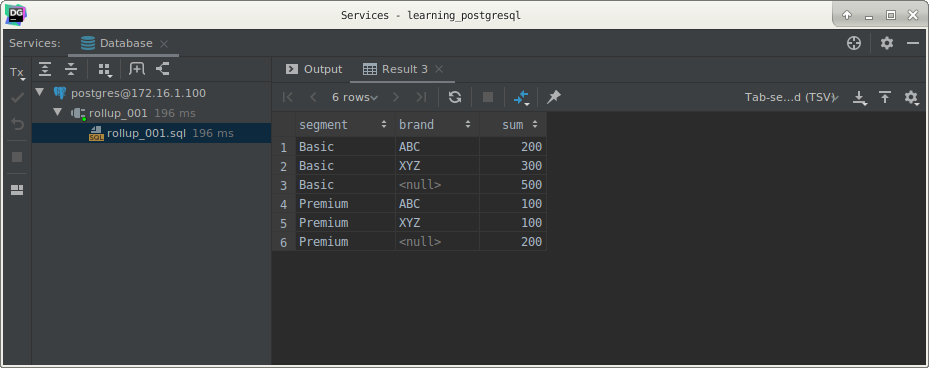 DG
Services - learning_postgresql
Services: Database
Tx
Output Result 3
postgres@172.16.1.100
6 rows Tab-se...d (TSV)
rollup_001 196 ms
SQL rollup_001.sql 196 ms
segment brand sum
1 Basic ABC 200
2 Basic XYZ 300
3 Basic <null> 500
4 Premium ABC 100
5 Premium XYZ 100
6 Premium <null> 200